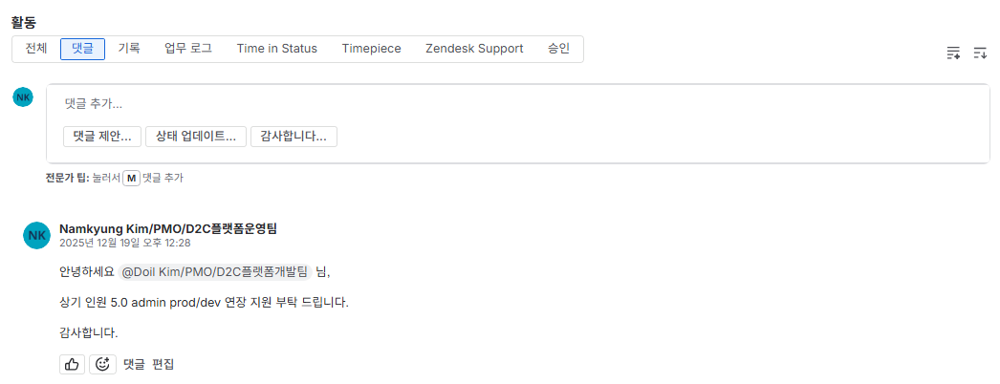 활동
전체 댓글 기록 업무 로그 Time in Status Timepiece Zendesk Support 승인
NK
댓글 추가...
댓글 제안... 상태 업데이트... 감사합니다...
전문가 팁: 눌러서 M 댓글 추가
NK
Namkyung Kim/PMO/D2C플랫폼운영팀
2025년 12월 19일 오후 12:28
안녕하세요 @Doil Kim/PMO/D2C플랫폼개발팀 님,
상기 인원 5.0 admin prod/dev 연장 지원 부탁 드립니다.
감사합니다.
댓글 편집